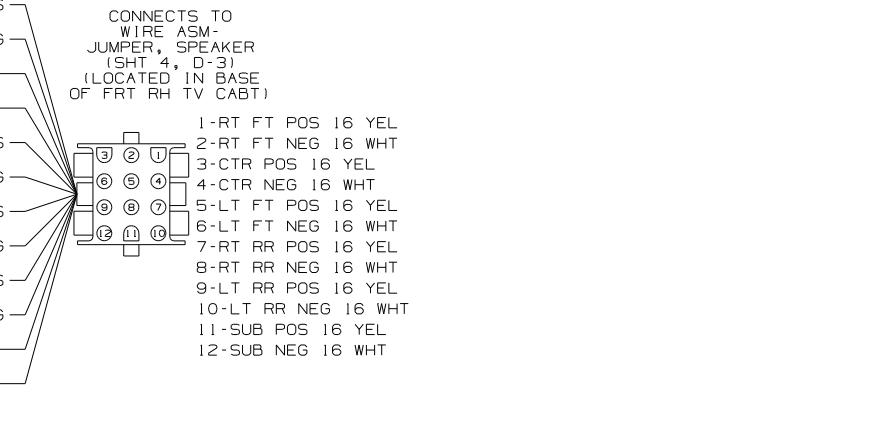 CONNECTS TO
WIRE ASM-
JUMPER, SPEAKER
(SHT 4, D-3)
(LOCATED IN BASE
OF FRT RH TV CABT)
1-RT FT POS 16 YEL
2-RT FT NEG 16 WHT
3-CTR POS 16 YEL
4-CTR NEG 16 WHT
5-LT FT POS 16 YEL
6-LT FT NEG 16 WHT
7-RT RR POS 16 YEL
8-RT RR NEG 16 WHT
9-LT RR POS 16 YEL
10-LT RR NEG 16 WHT
11-SUB POS 16 YEL
12-SUB NEG 16 WHT
3 2 1
6 5 4
9 8 7
12 11 10